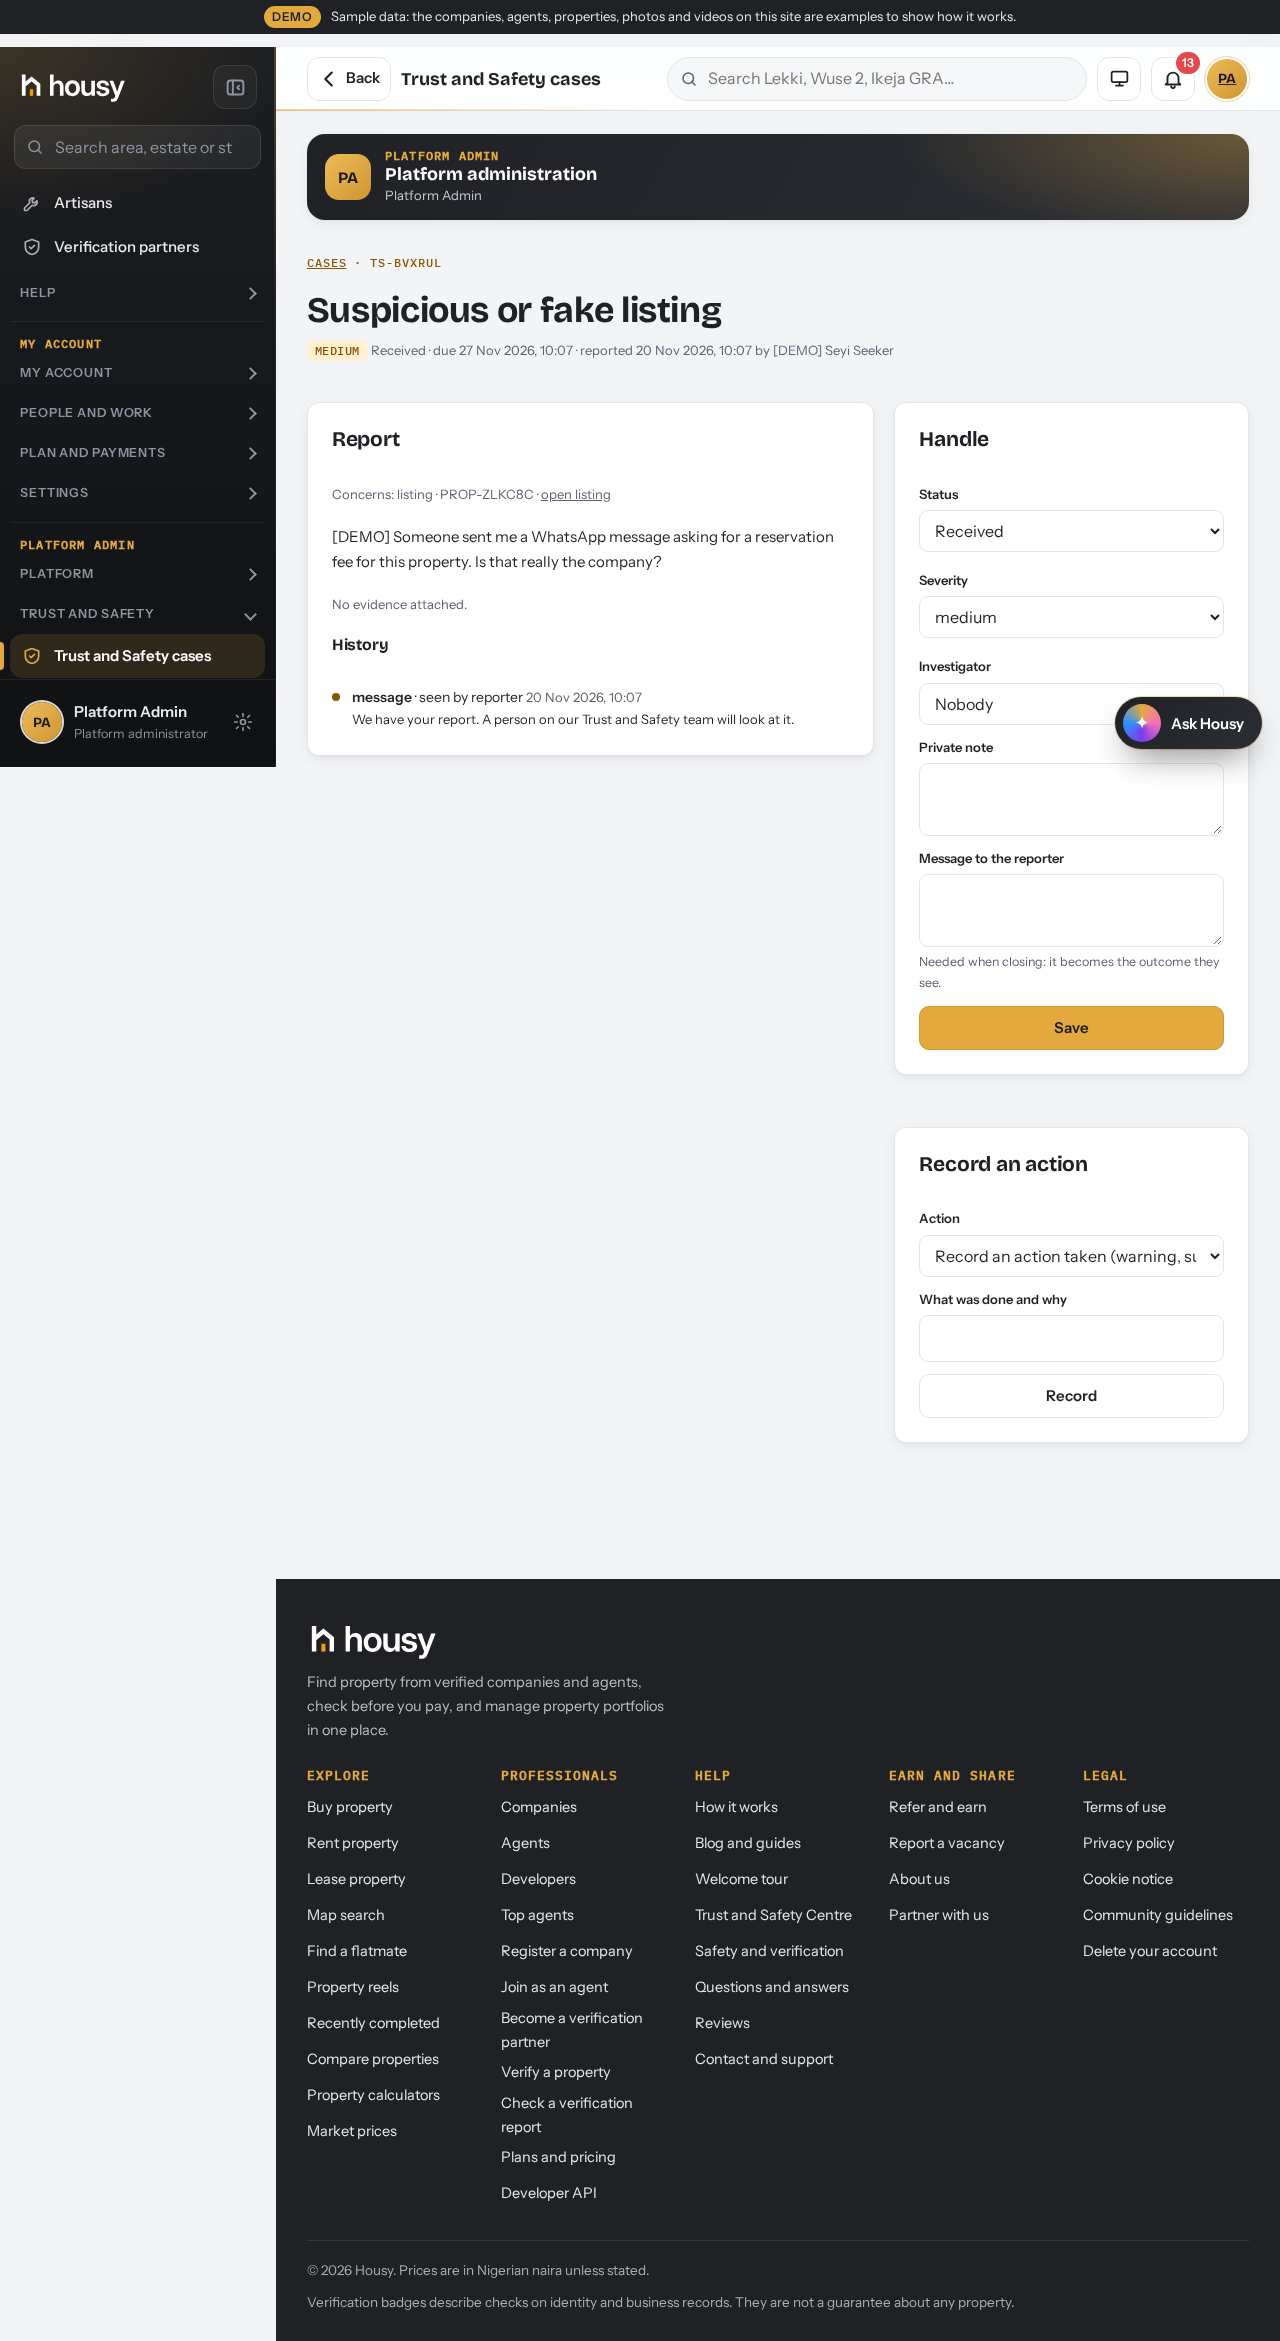 DEMO Sample data: the companies, agents, properties, photos and videos on this site are examples to show how it works.
housy
Search area, estate or st
Artisans
Verification partners
HELP
MY ACCOUNT
MY ACCOUNT
PEOPLE AND WORK
PLAN AND PAYMENTS
SETTINGS
PLATFORM ADMIN
PLATFORM
TRUST AND SAFETY
Trust and Safety cases
PA
Platform Admin
Platform administrator
Back
Trust and Safety cases
Search Lekki, Wuse 2, Ikeja GRA...
13
PA
PA
PLATFORM ADMIN
Platform administration
Platform Admin
CASES · TS-BVXRUL
Suspicious or fake listing
MEDIUM Received · due 27 Nov 2026, 10:07 · reported 20 Nov 2026, 10:07 by [DEMO] Seyi Seeker
Report
Concerns: listing · PROP-ZLKC8C · open listing
[DEMO] Someone sent me a WhatsApp message asking for a reservation
fee for this property. Is that really the company?
No evidence attached.
History
message · seen by reporter 20 Nov 2026, 10:07
We have your report. A person on our Trust and Safety team will look at it.
Handle
Status
Received
Severity
medium
Investigator
Nobody
Ask Housy
Private note
Message to the reporter
Needed when closing: it becomes the outcome they
see.
Save
Record an action
Action
Record an action taken (warning, su
What was done and why
Record
housy
Find property from verified companies and agents,
check before you pay, and manage property portfolios
in one place.
EXPLORE
Buy property
Rent property
Lease property
Map search
Find a flatmate
Property reels
Recently completed
Compare properties
Property calculators
Market prices
PROFESSIONALS
Companies
Agents
Developers
Top agents
Register a company
Join as an agent
Become a verification
partner
Verify a property
Check a verification
report
Plans and pricing
Developer API
HELP
How it works
Blog and guides
Welcome tour
Trust and Safety Centre
Safety and verification
Questions and answers
Reviews
Contact and support
EARN AND SHARE
Refer and earn
Report a vacancy
About us
Partner with us
LEGAL
Terms of use
Privacy policy
Cookie notice
Community guidelines
Delete your account
© 2026 Housy. Prices are in Nigerian naira unless stated.
Verification badges describe checks on identity and business records. They are not a guarantee about any property.